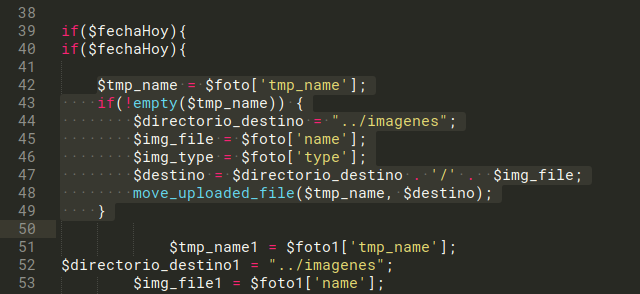 38
39 if($fechaHoy){
40 if($fechaHoy){
41
42 $tmp_name = $foto['tmp_name'];
43 if(!empty($tmp_name)) {
44 $directorio_destino = "../imagenes";
45 $img_file = $foto['name'];
46 $img_type = $foto['type'];
47 $destino = $directorio_destino . '/' . $img_file;
48 move_uploaded_file($tmp_name, $destino);
49 }
50
51 $tmp_name1 = $foto1['tmp_name'];
52 $directorio_destino1 = "../imagenes";
53 $img_file1 = $foto1['name'];